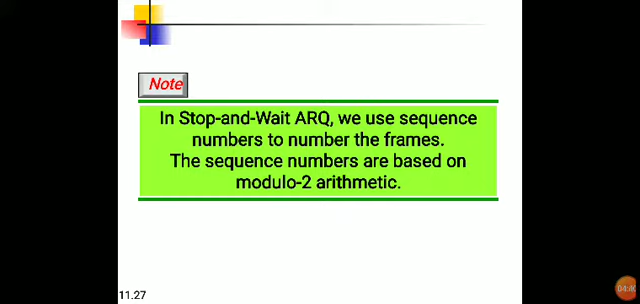 Note
In Stop-and-Wait ARQ, we use sequence
numbers to number the frames.
The sequence numbers are based on
modulo-2 arithmetic.
11.27